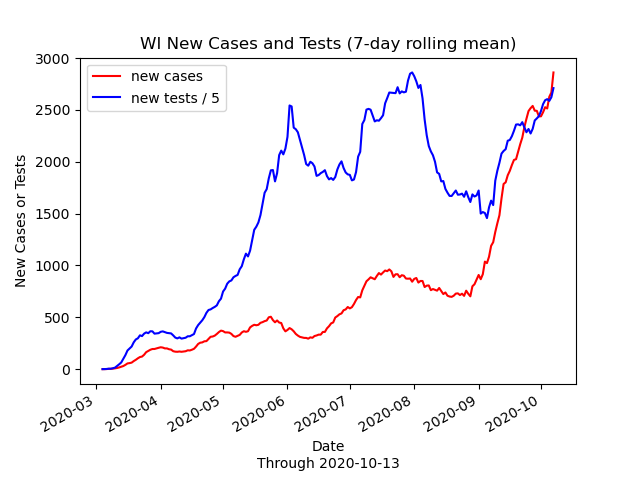 WI New Cases and Tests (7-day rolling mean)
new cases
new tests / 5
New Cases or Tests
3000
2500
2000
1500
1000
500
0
2020-03
2020-04
2020-05
2020-06
2020-07
2020-08
2020-09
2020-10
Date
Through 2020-10-13